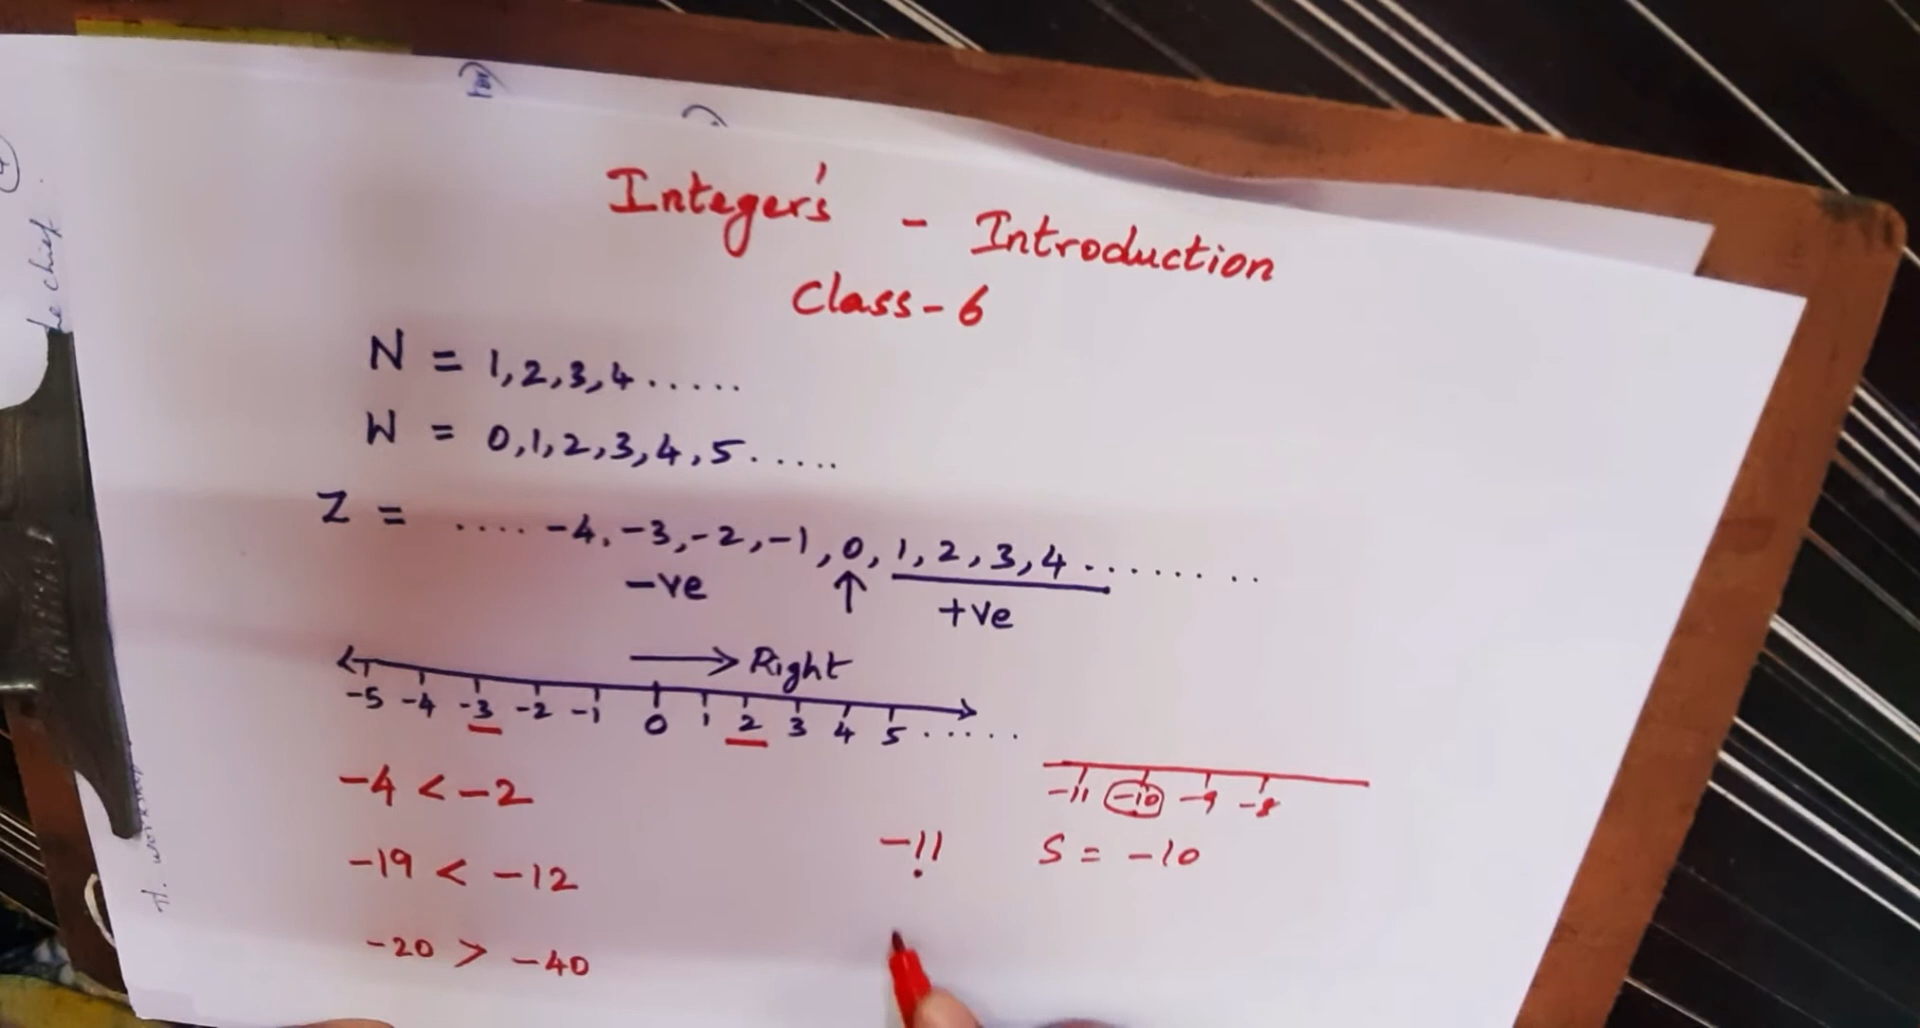 Integer's - Introduction
Class - 6
N = 1, 2, 3, 4 .....
W = 0, 1, 2, 3, 4, 5 .....
Z = .... -4, -3, -2, -1, 0, 1, 2, 3, 4 ........
-ve ↑ +ve
→ Right
-5 -4 -3 -2 -1 0 1 2 3 4 5 .....
-4 < -2
-19 < -12
-20 > -40
-11 -10 -9 -8
-11 S = -10
he chief